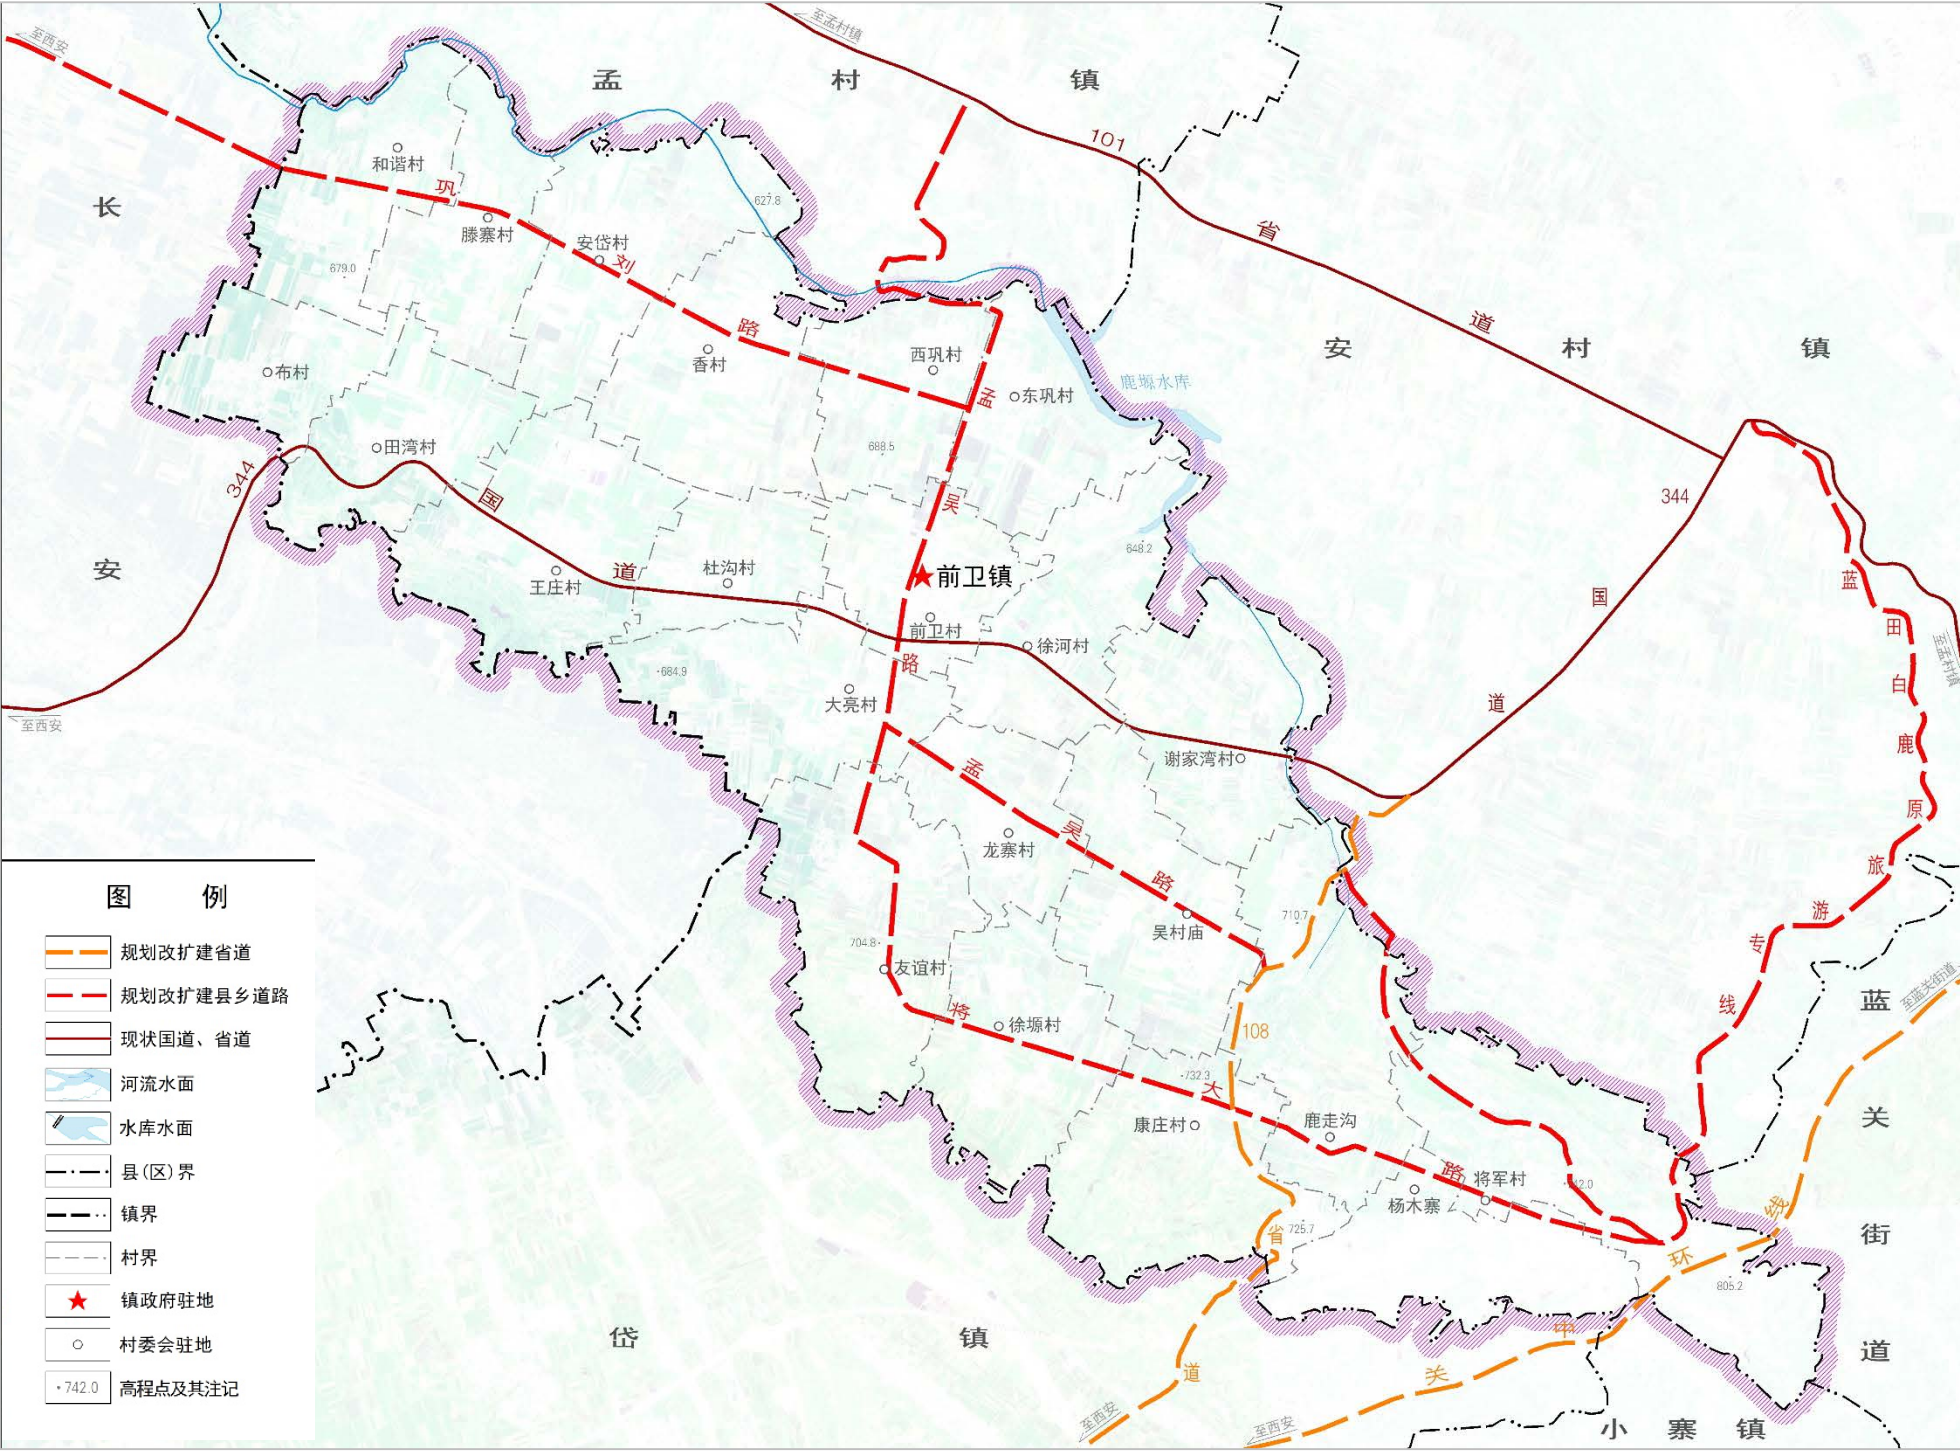 至西安
至孟村镇
孟 村 镇
101
省
道
和谐村
巩
滕寨村
安岱村
刘
627.8
长
679.0
路
香村
西巩村
孟
东巩村
鹿塬水库
安 村 镇
布村
田湾村
344
国
688.5
吴
344
安
648.2
王庄村
道
杜沟村
前卫镇
前卫村
徐河村
路
国
道
蓝
田
白
鹿
原
旅
游
专
线
至孟村镇
684.9
大亮村
至西安
谢家湾村
孟
吴
路
龙寨村
吴村庙
710.7
704.8
友谊村
将
徐塬村
108
732.3
大
康庄村
鹿走沟
路
将军村
杨木寨
742.0
725.7
省
道
至西安
至蓝关街道
蓝
关
街
道
线
环
中
关
至西安
805.2
岱 镇
小寨镇
图 例
规划改扩建省道
规划改扩建县乡道路
现状国道、省道
河流水面
水库水面
县(区)界
镇界
村界
镇政府驻地
村委会驻地
742.0 高程点及其注记